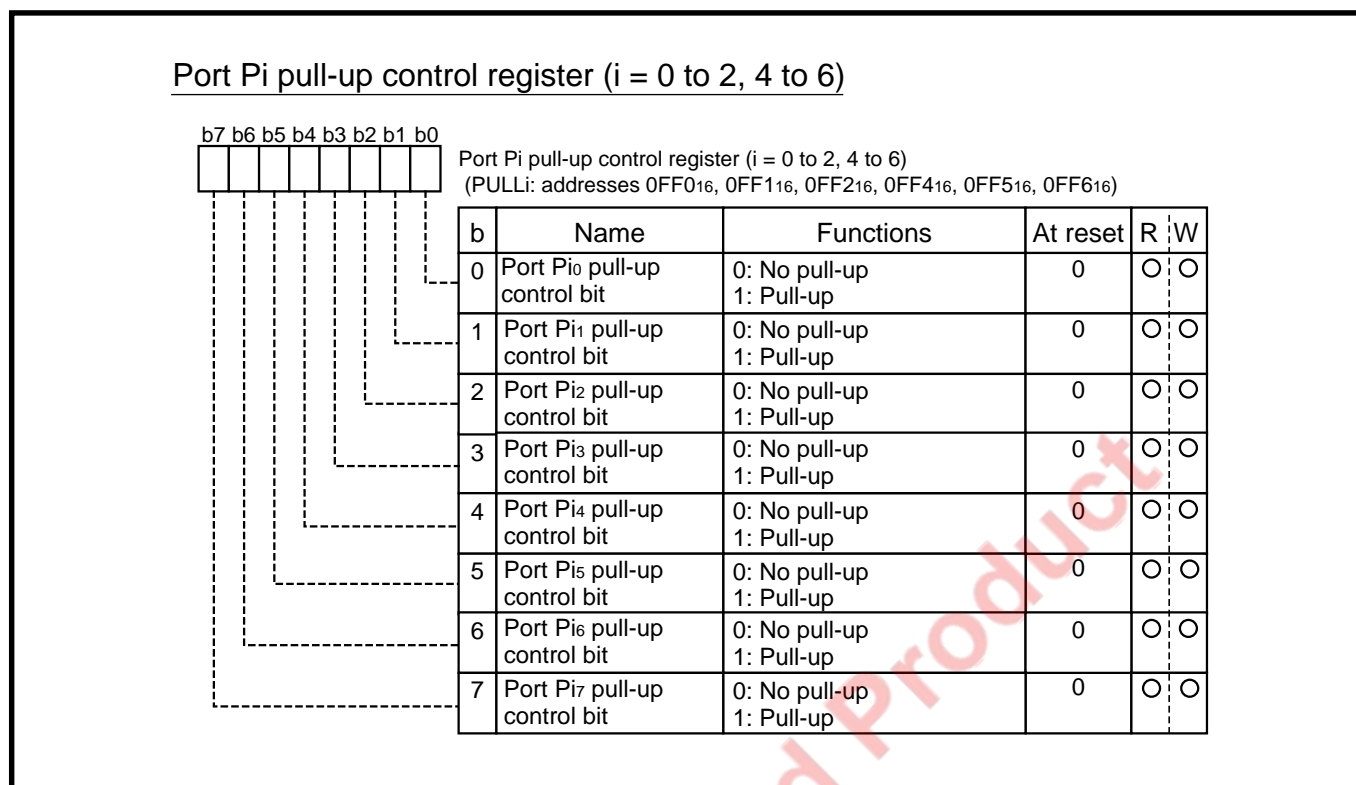 Port Pi pull-up control register (i = 0 to 2, 4 to 6)
b7 b6 b5 b4 b3 b2 b1 b0
Port Pi pull-up control register (i = 0 to 2, 4 to 6)
(PULLi: addresses 0FF016, 0FF116, 0FF216, 0FF416, 0FF516, 0FF616)
b Name Functions At reset R W
0 Port Pi0 pull-up 0: No pull-up 0 ○ ○
control bit 1: Pull-up
1 Port Pi1 pull-up 0: No pull-up 0 ○ ○
control bit 1: Pull-up
2 Port Pi2 pull-up 0: No pull-up 0 ○ ○
control bit 1: Pull-up
3 Port Pi3 pull-up 0: No pull-up 0 ○ ○
control bit 1: Pull-up
4 Port Pi4 pull-up 0: No pull-up 0 ○ ○
control bit 1: Pull-up
5 Port Pi5 pull-up 0: No pull-up 0 ○ ○
control bit 1: Pull-up
6 Port Pi6 pull-up 0: No pull-up 0 ○ ○
control bit 1: Pull-up
7 Port Pi7 pull-up 0: No pull-up 0 ○ ○
control bit 1: Pull-up
Product